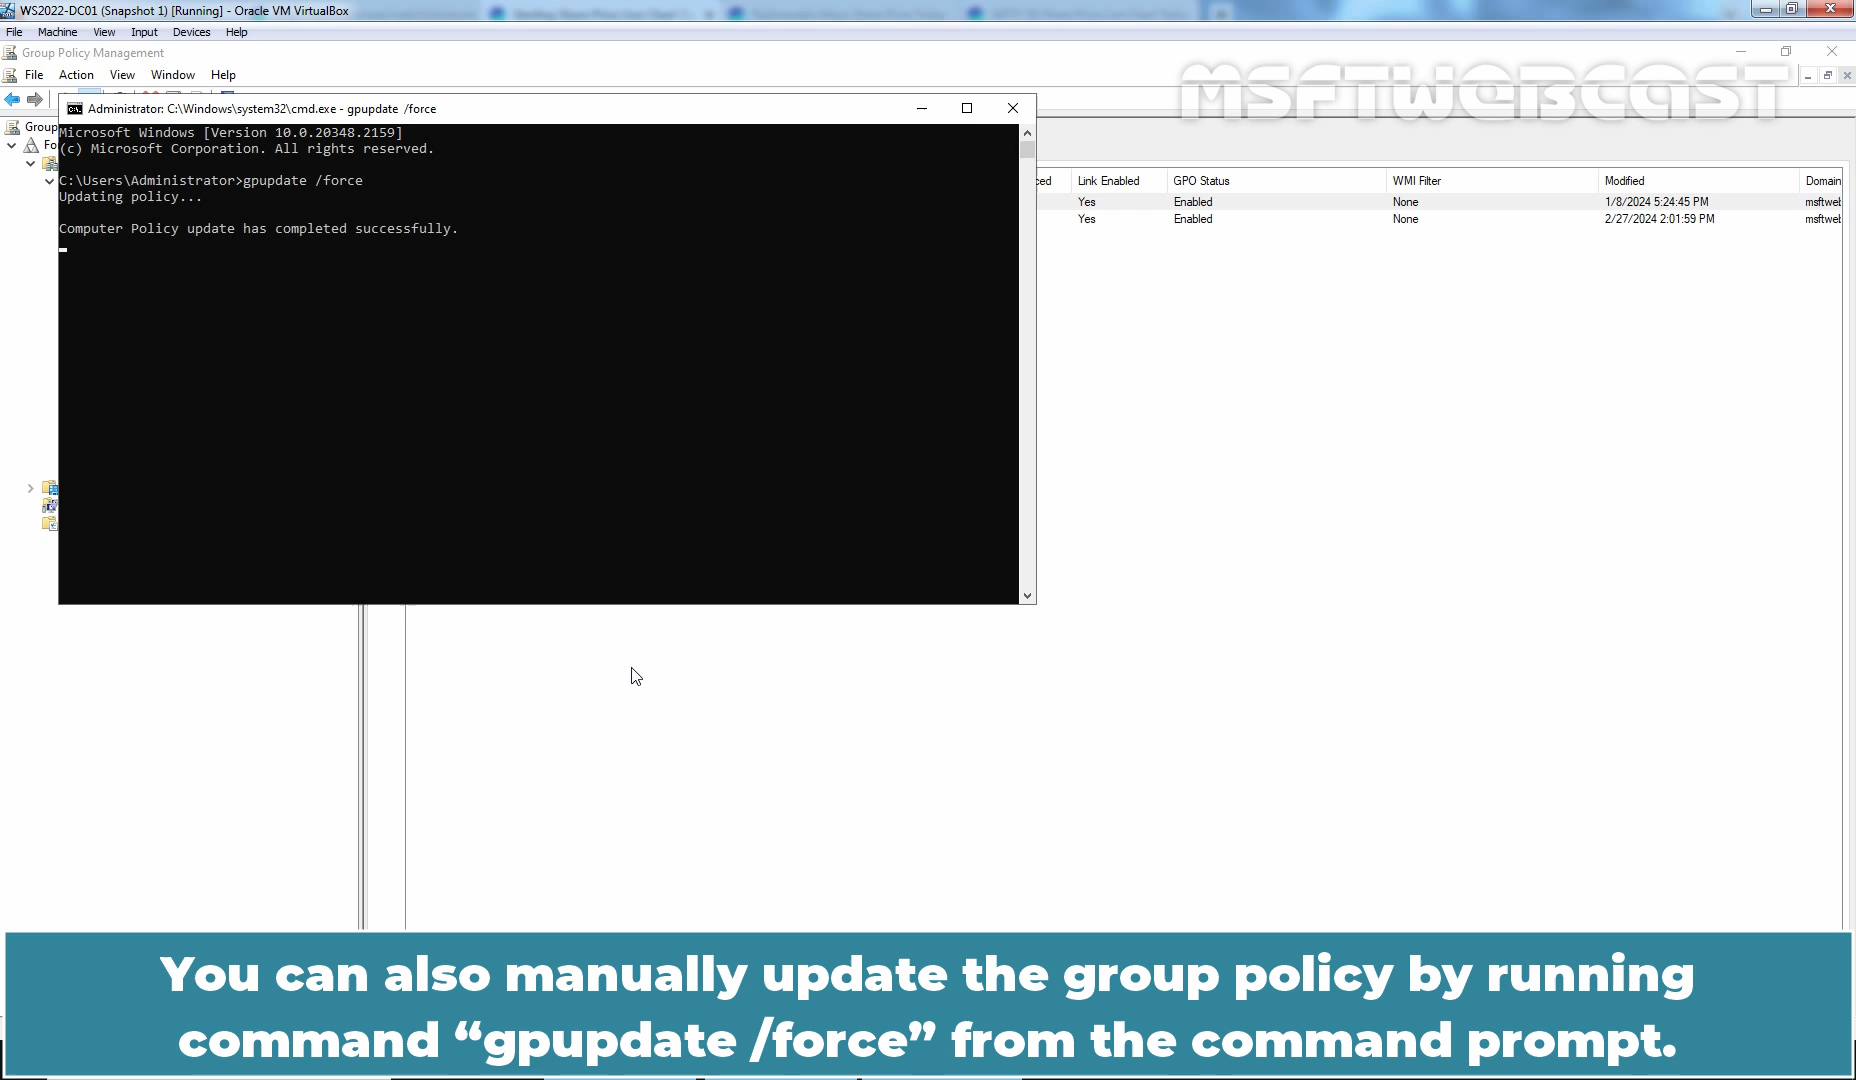 WS2022-DC01 (Snapshot 1) [Running] - Oracle VM VirtualBox
File Machine View Input Devices Help
Group Policy Management
File Action View Window Help
MSFTWEBCAST
Administrator: C:\Windows\system32\cmd.exe - gpupdate /force
Group
Fo
Microsoft Windows [Version 10.0.20348.2159]
(c) Microsoft Corporation. All rights reserved.
C:\Users\Administrator>gpupdate /force
Updating policy...
Computer Policy update has completed successfully.
ced Link Enabled GPO Status WMI Filter Modified Domain
Yes Enabled None 1/8/2024 5:24:45 PM msftweb
Yes Enabled None 2/27/2024 2:01:59 PM msftweb
You can also manually update the group policy by running
command “gpupdate /force” from the command prompt.